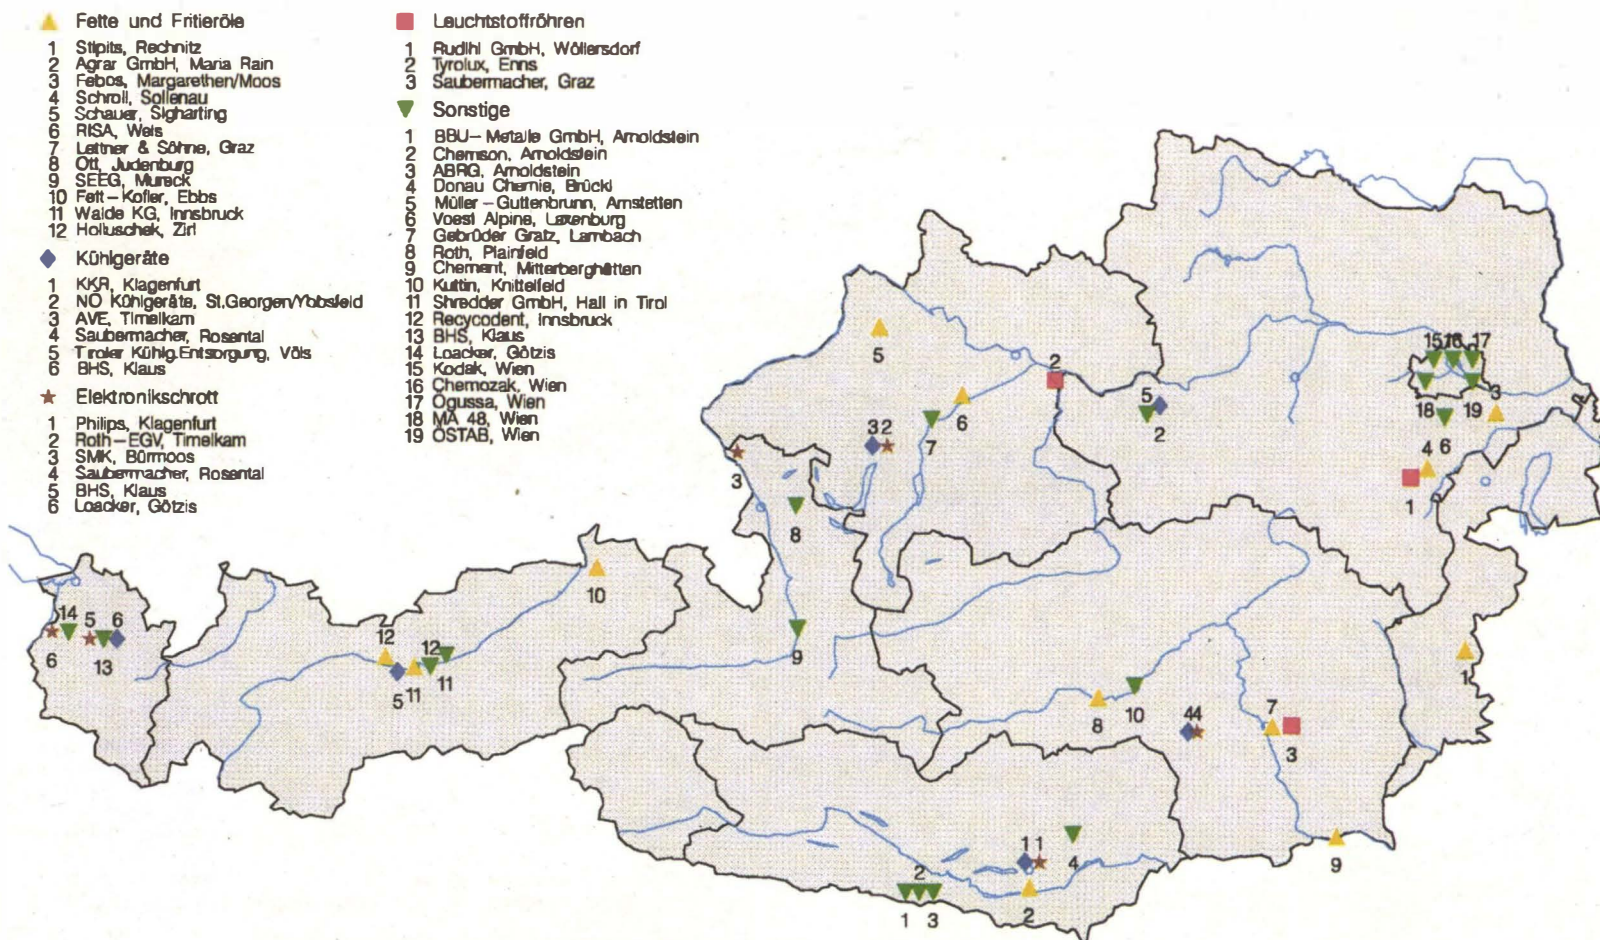 Fette und Fritieröle
1 Stipits, Rechnitz
2 Agrar GmbH, Maria Rain
3 Febos, Margarethen/Moos
4 Schroll, Sollenau
5 Schauer, Sigharting
6 RISA, Wels
7 Lettner & Söhne, Graz
8 Ott, Judenburg
9 SEEG, Mureck
10 Fett-Kofler, Ebbs
11 Walde KG, Innsbruck
12 Holluschek, Zirl
Kühlgeräte
1 KKR, Klagenfurt
2 NÖ Kühlgeräte, St.Georgen/Ybbsfeld
3 AVE, Timelkam
4 Saubermacher, Rosental
5 Tiroler Kühlg.Entsorgung, Völs
6 BHS, Klaus
Elektronikschrott
1 Philips, Klagenfurt
2 Roth-EGV, Timelkam
3 SMK, Bürmoos
4 Saubermacher, Rosental
5 BHS, Klaus
6 Loacker, Götzis
Leuchtstoffröhren
1 Rudlhl GmbH, Wöllersdorf
2 Tyrolux, Enns
3 Saubermacher, Graz
Sonstige
1 BBU-Metalle GmbH, Arnoldstein
2 Chemson, Arnoldstein
3 ABRG, Arnoldstein
4 Donau Chemie, Brückl
5 Müller-Guttenbrunn, Amstetten
6 Voest Alpine, Laxenburg
7 Gebrüder Gratz, Lambach
8 Roth, Plainfeld
9 Chemant, Mitterberghütten
10 Kuttin, Knittelfeld
11 Shredder GmbH, Hall in Tirol
12 Recycodent, Innsbruck
13 BHS, Klaus
14 Loacker, Götzis
15 Kodak, Wien
16 Chemozak, Wien
17 Ögussa, Wien
18 MA 48, Wien
19 ÖSTAB, Wien
15 16 17
5
2
5
18 19 3
6
3 2
7
2
4 6
3
1
8
10
14 5 6
12
12
6 13
9
1
5 11
11
8 10
4 4
7
3
1 1
4
9
2
1 3
2